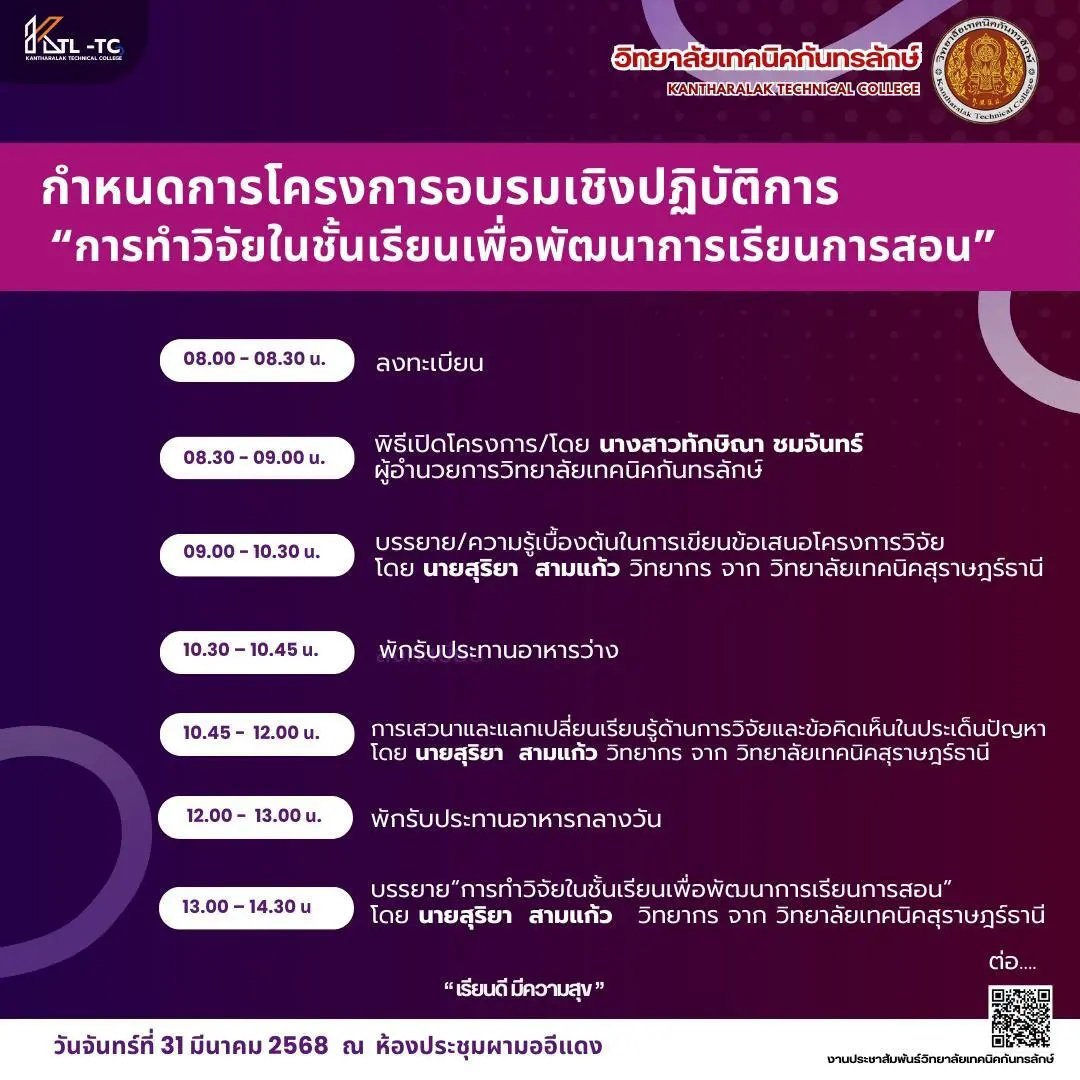 KTL -TC
KANTHARALAK TECHNICAL COLLEGE
วิทยาลัยเทคนิคกันทรลักษ์
KANTHARALAK TECHNICAL COLLEGE
วิทยาลัยเทคนิคกันทรลักษ์
Kantharalak Technical College
กำหนดการโครงการอบรมเชิงปฏิบัติการ
“การทำวิจัยในชั้นเรียนเพื่อพัฒนาการเรียนการสอน”
08.00 - 08.30 น. ลงทะเบียน
08.30 - 09.00 น. พิธีเปิดโครงการ/โดย นางสาวทักษิณา ชมจันทร์
ผู้อำนวยการวิทยาลัยเทคนิคกันทรลักษ์
09.00 - 10.30 น. บรรยาย/ความรู้เบื้องต้นในการเขียนข้อเสนอโครงการวิจัย
โดย นายสุริยา สามแก้ว วิทยากร จาก วิทยาลัยเทคนิคสุราษฎร์ธานี
10.30 – 10.45 น. พักรับประทานอาหารว่าง
10.45 - 12.00 น. การเสวนาและแลกเปลี่ยนเรียนรู้ด้านการวิจัยและข้อคิดเห็นในประเด็นปัญหา
โดย นายสุริยา สามแก้ว วิทยากร จาก วิทยาลัยเทคนิคสุราษฎร์ธานี
12.00 - 13.00 น. พักรับประทานอาหารกลางวัน
13.00 – 14.30 น บรรยาย“การทำวิจัยในชั้นเรียนเพื่อพัฒนาการเรียนการสอน”
โดย นายสุริยา สามแก้ว วิทยากร จาก วิทยาลัยเทคนิคสุราษฎร์ธานี
ต่อ....
“ เรียนดี มีความสุข ”
วันจันทร์ที่ 31 มีนาคม 2568 ณ ห้องประชุมผามออีแดง
งานประชาสัมพันธ์วิทยาลัยเทคนิคกันทรลักษ์